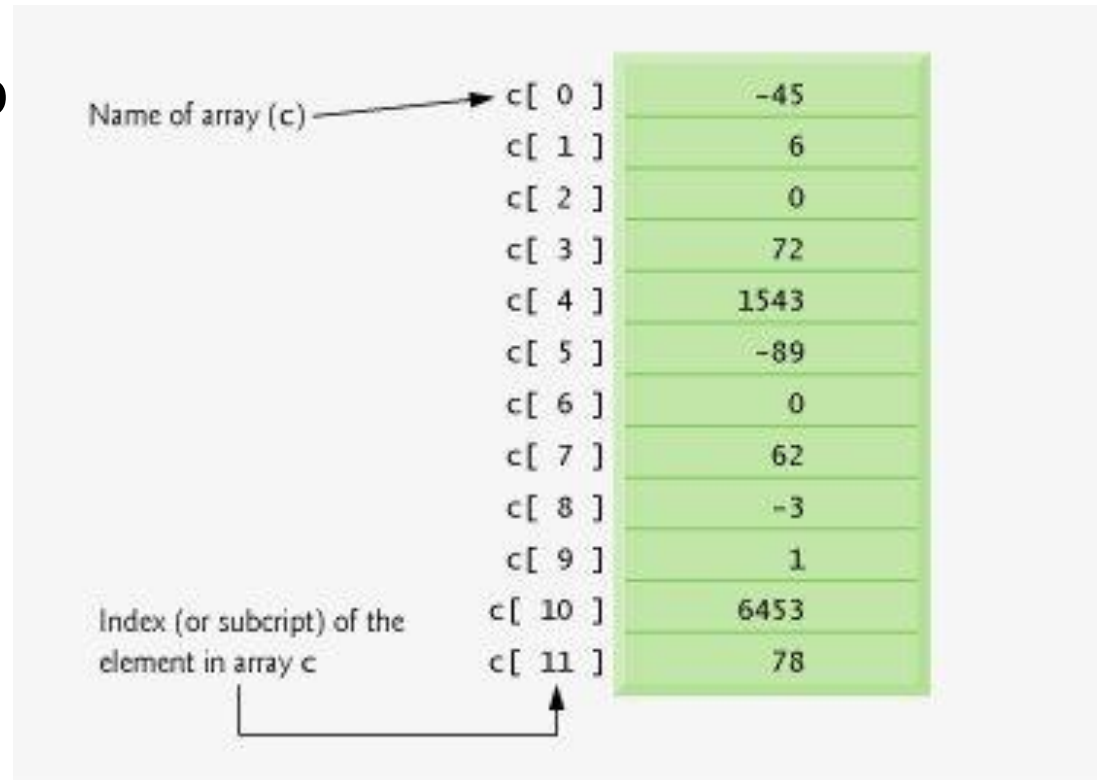 Name of array (c)
c[ 0 ] -45
c[ 1 ] 6
c[ 2 ] 0
c[ 3 ] 72
c[ 4 ] 1543
c[ 5 ] -89
c[ 6 ] 0
c[ 7 ] 62
c[ 8 ] -3
c[ 9 ] 1
c[ 10 ] 6453
c[ 11 ] 78
Index (or subcript) of the
element in array c